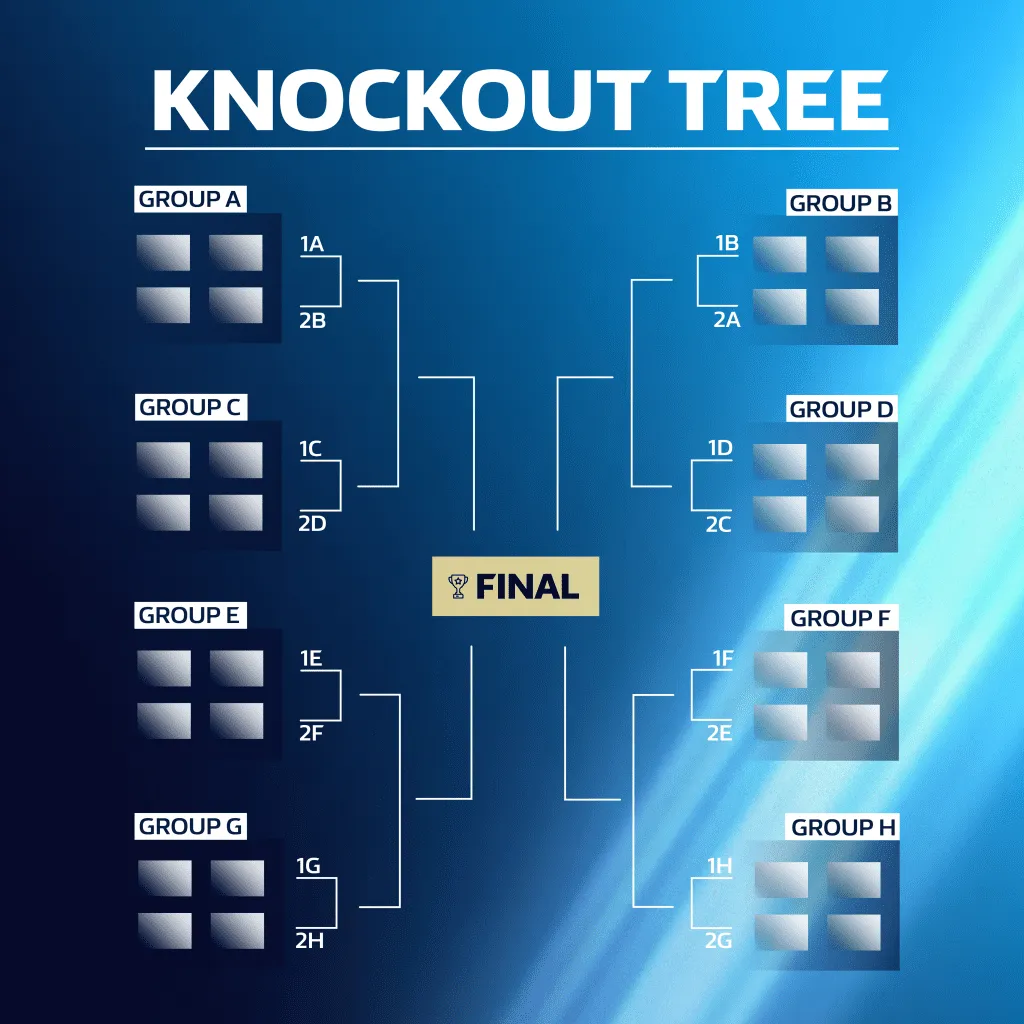 KNOCKOUT TREE
GROUP A
1A
2B
GROUP B
1B
2A
GROUP C
1C
2D
GROUP D
1D
2C
FINAL
GROUP E
1E
2F
GROUP F
1F
2E
GROUP G
1G
2H
GROUP H
1H
2G